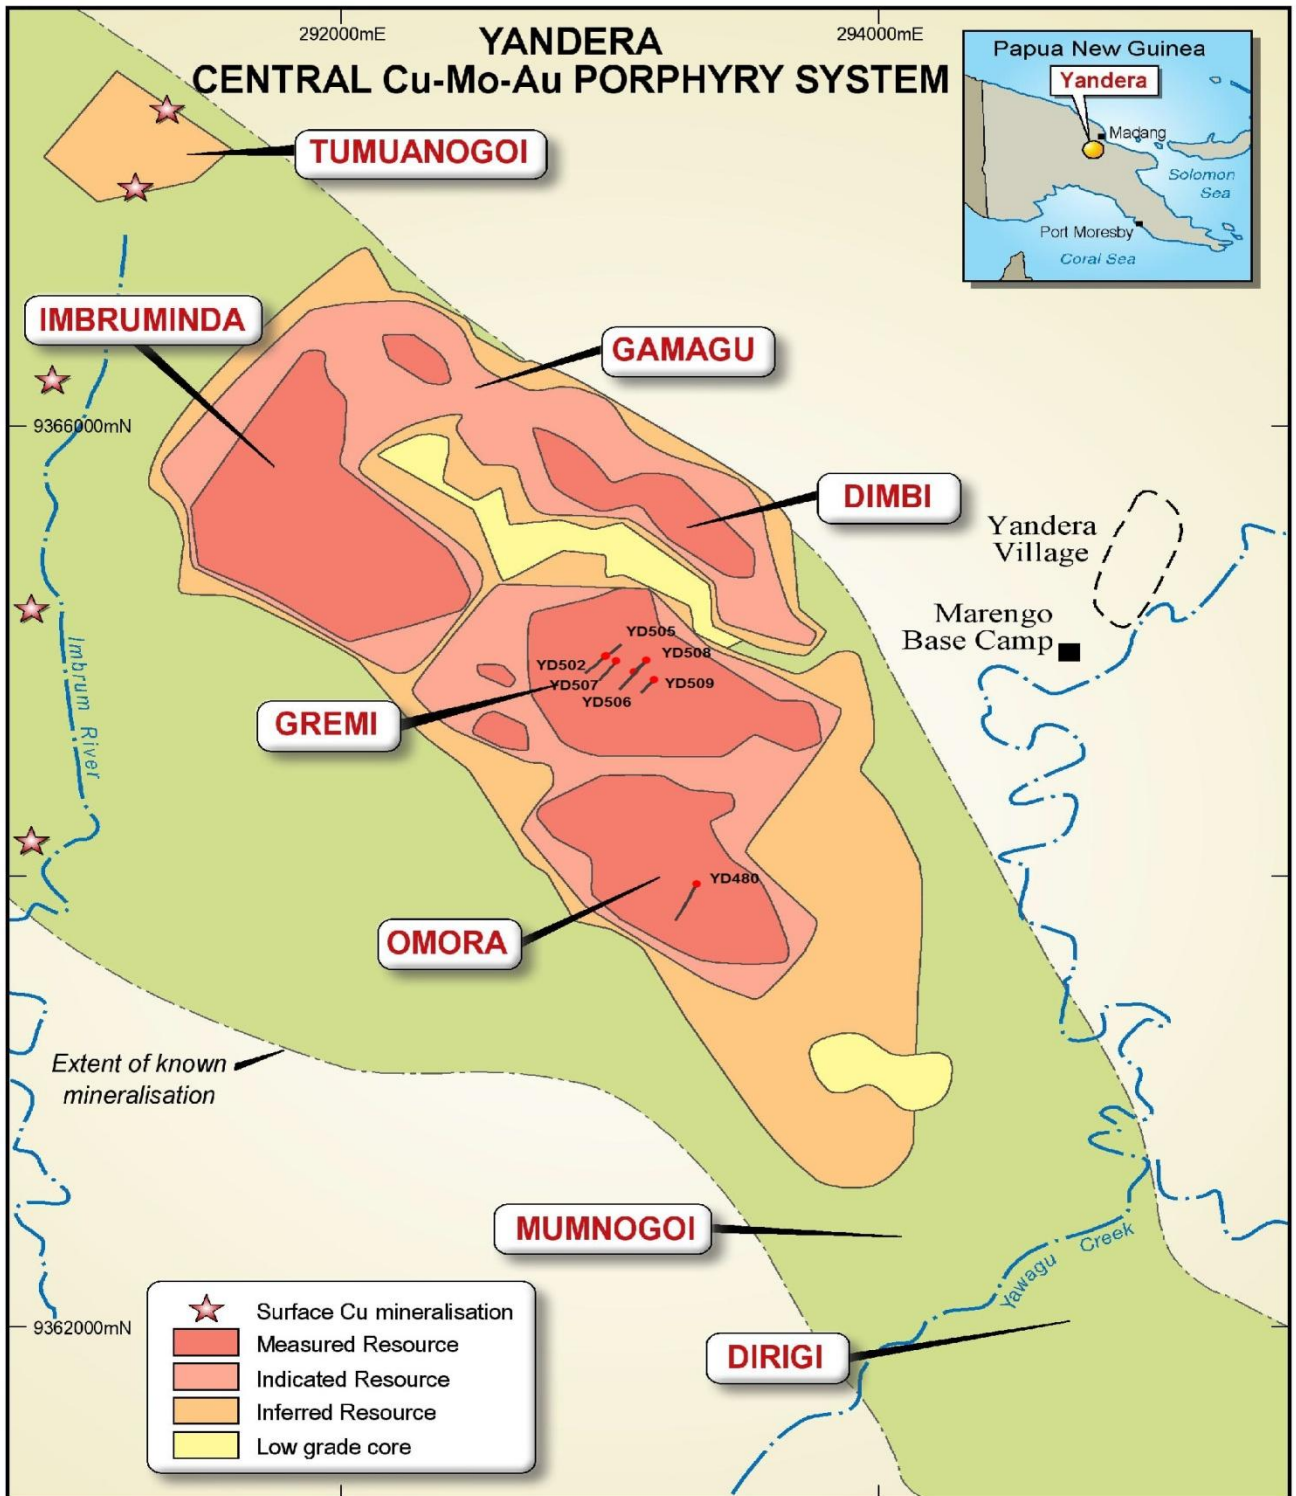 292000mE
294000mE
YANDERA
CENTRAL Cu-Mo-Au PORPHYRY SYSTEM
Papua New Guinea
Yandera
Madang
Solomon
Sea
Port Moresby
Coral Sea
TUMUANOGOI
IMBRUMINDA
GAMAGU
9366000mN
DIMBI
Yandera
Village
Marengo
Base Camp
Imbrum River
YD505
YD502
YD508
YD507
YD509
YD506
GREMI
YD480
OMORA
Extent of known
mineralisation
MUMNOGOI
Yawagu Creek
9362000mN
DIRIGI
Surface Cu mineralisation
Measured Resource
Indicated Resource
Inferred Resource
Low grade core